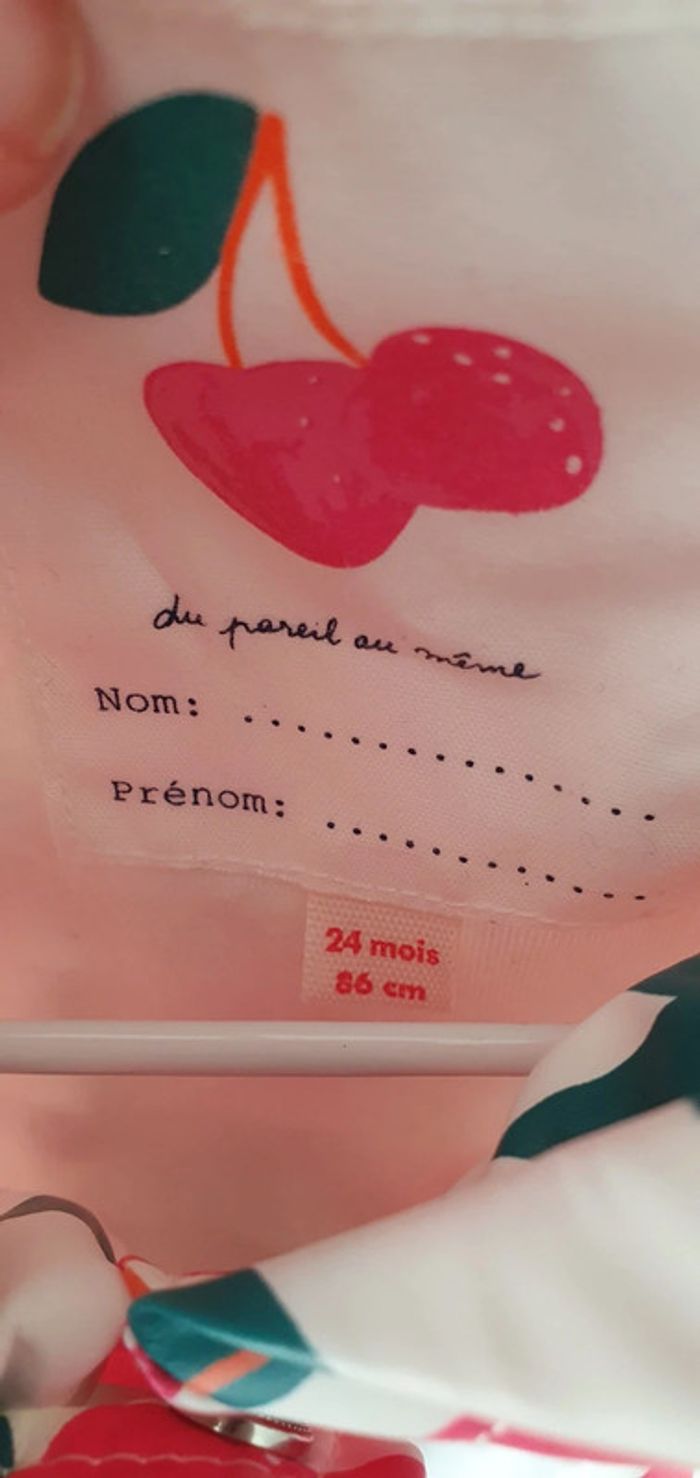 du pareil au même
Nom: ....................
Prénom: ..............
24 mois
86 cm